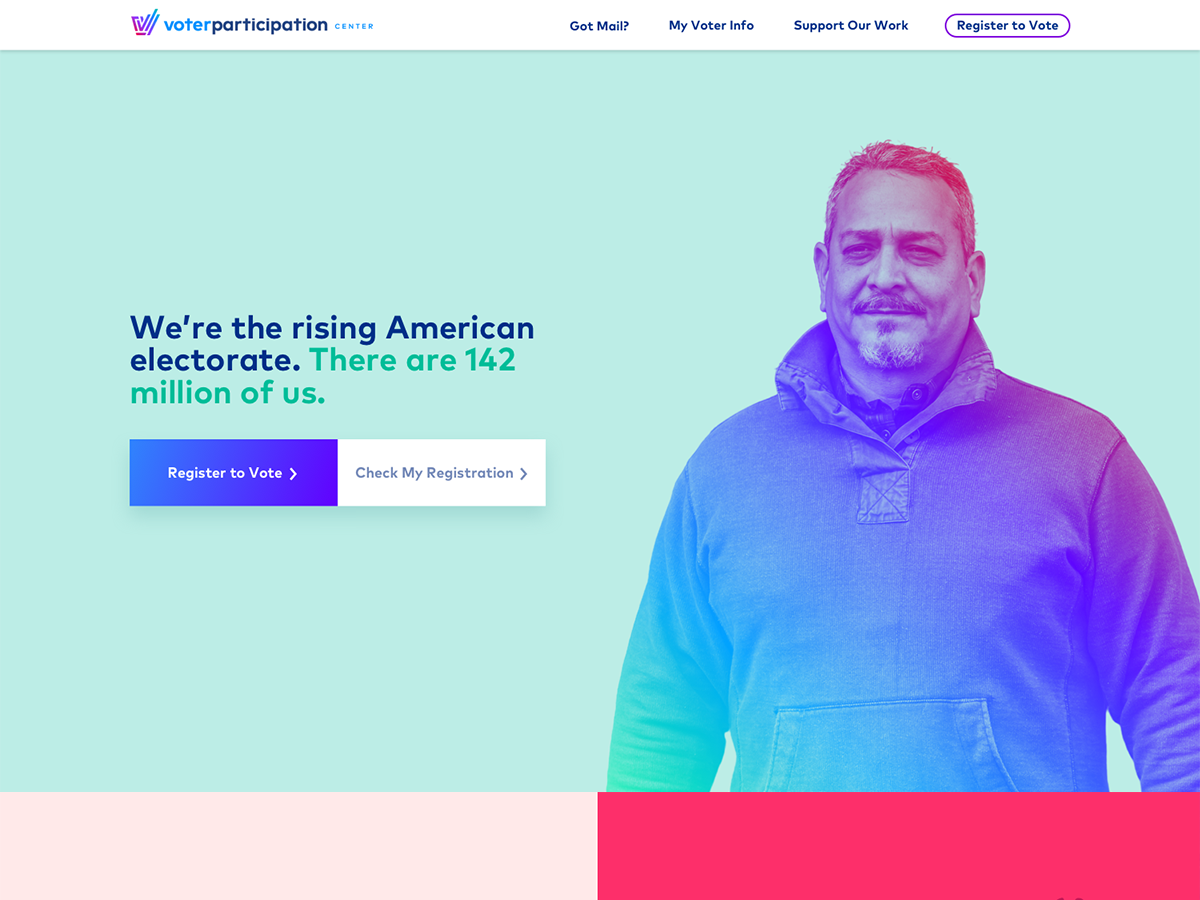 voterparticipation CENTER
Got Mail?
My Voter Info
Support Our Work
Register to Vote
We’re the rising American
electorate. There are 142
million of us.
Register to Vote
Check My Registration